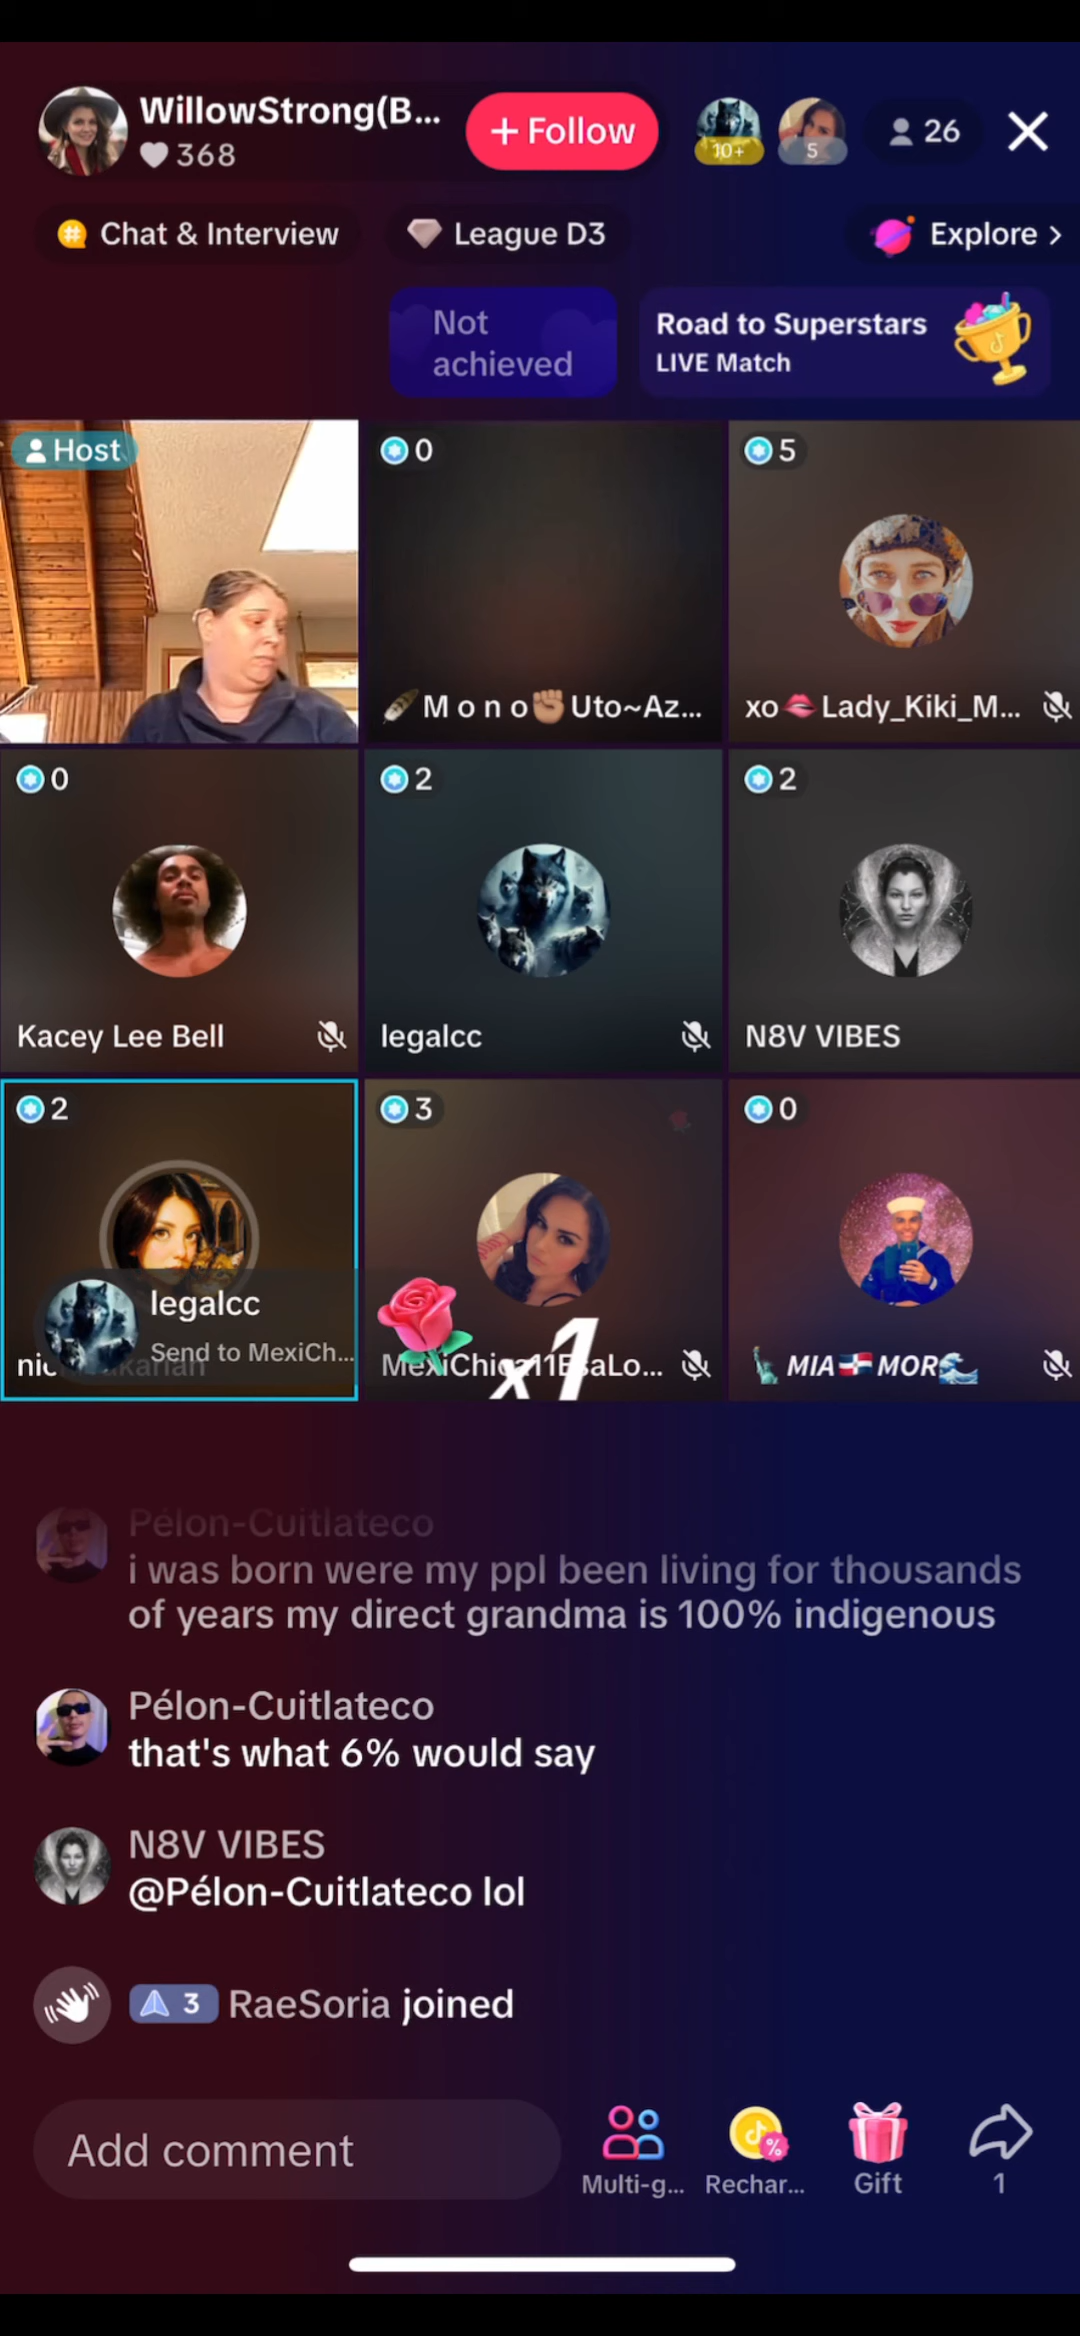 WillowStrong(B...
368
+ Follow
10+
5
26
Chat & Interview
League D3
Explore >
Not
achieved
Road to Superstars
LIVE Match
Host
0
5
M o n o✊🏽Uto~Az...
xo🫦Lady_Kiki_M...
0
2
2
Kacey Lee Bell
legalcc
N8V VIBES
2
3
0
legalcc
Send to MexiCh...
x1
MexiChica11EsaLo...
🗽 MIA🇩🇴MOR🌊
Pélon-Cuitlateco
i was born were my ppl been living for thousands
of years my direct grandma is 100% indigenous
Pélon-Cuitlateco
that's what 6% would say
N8V VIBES
@Pélon-Cuitlateco lol
3 RaeSoria joined
Add comment
Multi-g...
Rechar...
Gift
1